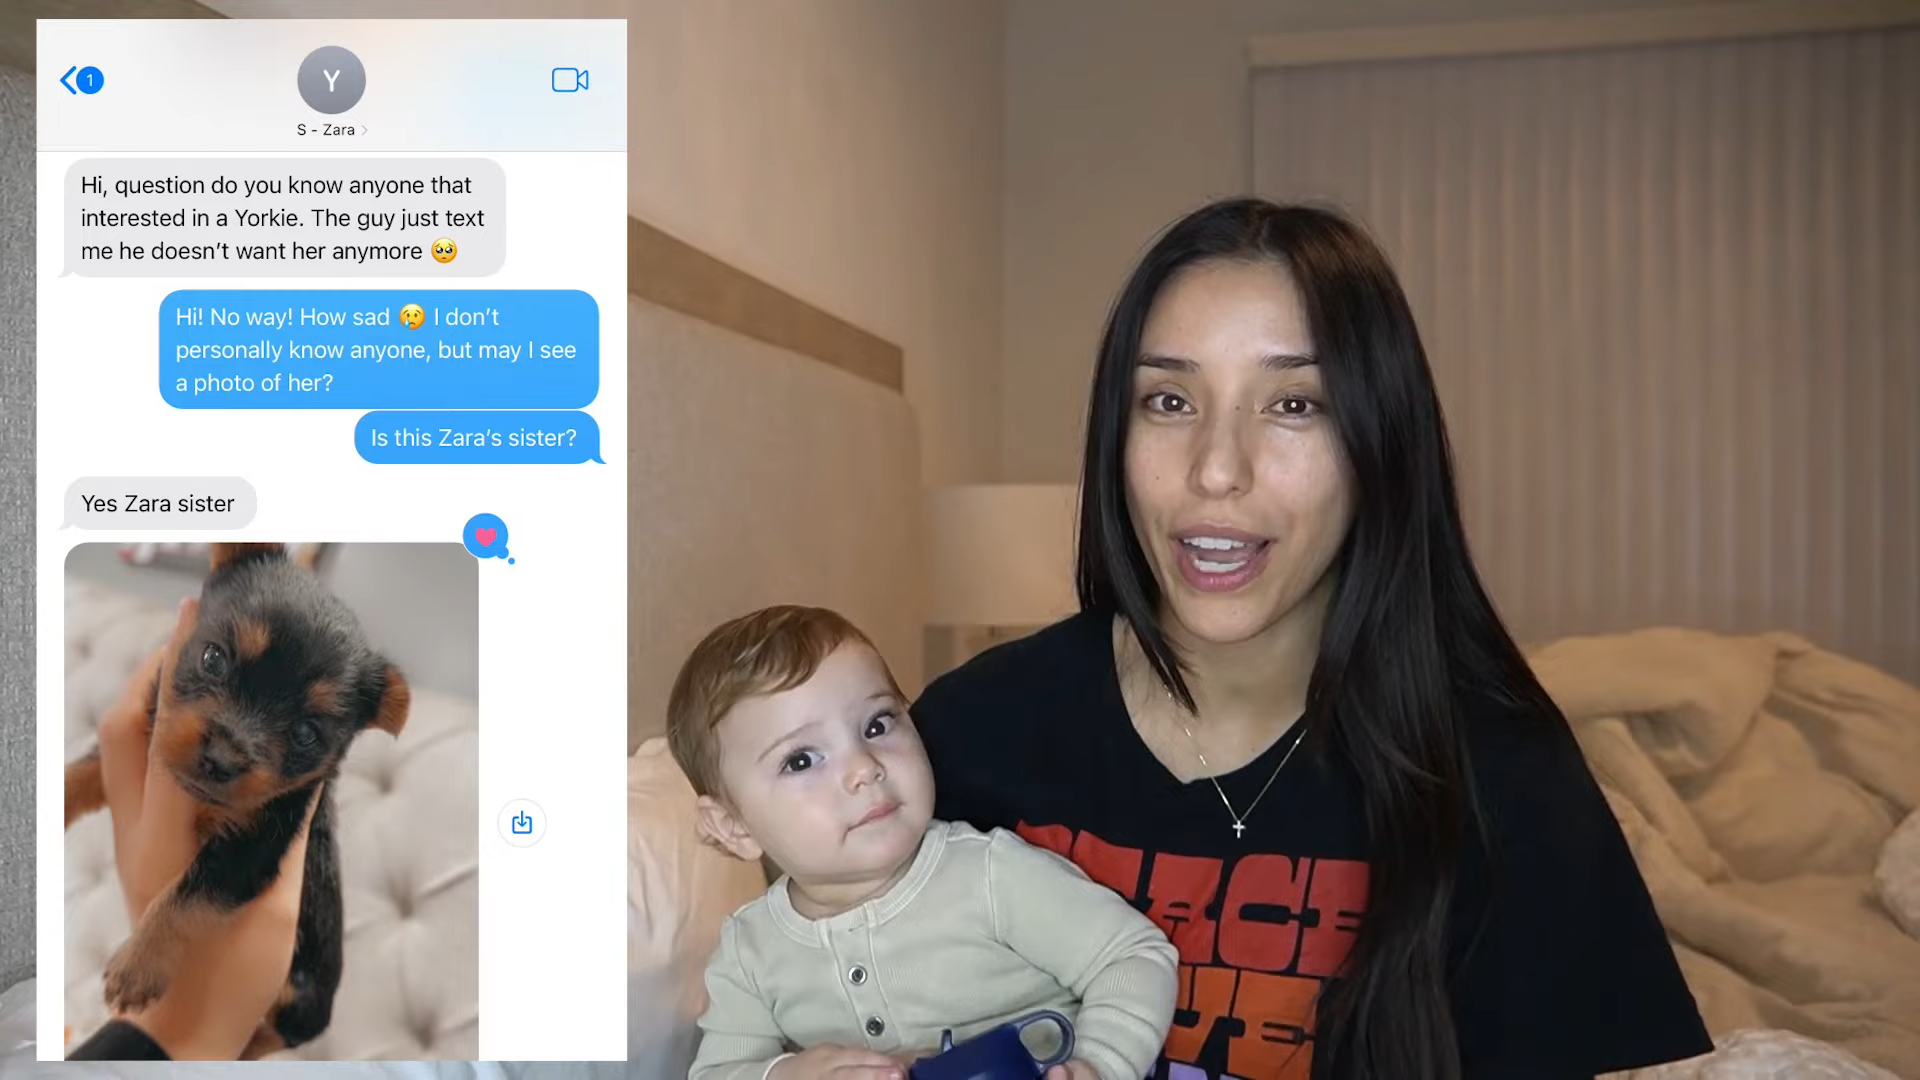 1
Y
S - Zara
Hi, question do you know anyone that
interested in a Yorkie. The guy just text
me he doesn’t want her anymore 🥺
Hi! No way! How sad 😢 I don’t
personally know anyone, but may I see
a photo of her?
Is this Zara’s sister?
Yes Zara sister